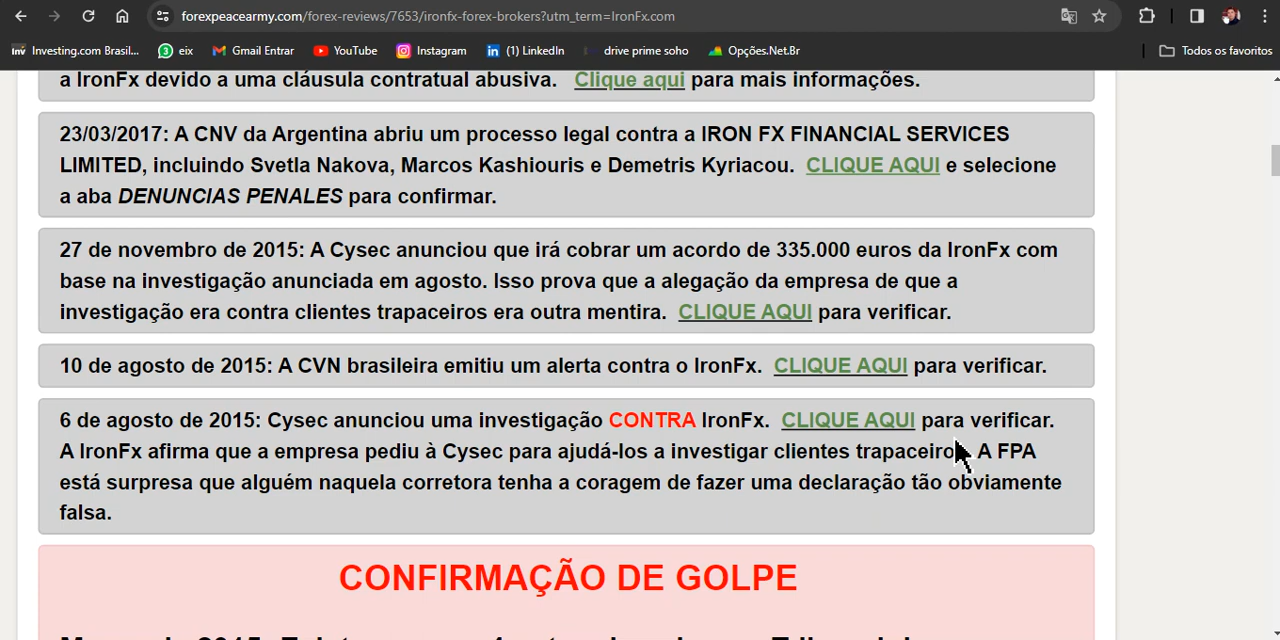 forexpeacearmy.com/forex-reviews/7653/ironfx-forex-brokers?utm_term=IronFx.com
inv Investing.com Brasil... 3 eix Gmail Entrar YouTube Instagram in (1) LinkedIn drive prime soho Opções.Net.Br Todos os favoritos
a IronFx devido a uma cláusula contratual abusiva. Clique aqui para mais informações.
23/03/2017: A CNV da Argentina abriu um processo legal contra a IRON FX FINANCIAL SERVICES
LIMITED, incluindo Svetla Nakova, Marcos Kashiouris e Demetris Kyriacou. CLIQUE AQUI e selecione
a aba DENUNCIAS PENALES para confirmar.
27 de novembro de 2015: A Cysec anunciou que irá cobrar um acordo de 335.000 euros da IronFx com
base na investigação anunciada em agosto. Isso prova que a alegação da empresa de que a
investigação era contra clientes trapaceiros era outra mentira. CLIQUE AQUI para verificar.
10 de agosto de 2015: A CVN brasileira emitiu um alerta contra o IronFx. CLIQUE AQUI para verificar.
6 de agosto de 2015: Cysec anunciou uma investigação CONTRA IronFx. CLIQUE AQUI para verificar.
A IronFx afirma que a empresa pediu à Cysec para ajudá-los a investigar clientes trapaceiros. A FPA
está surpresa que alguém naquela corretora tenha a coragem de fazer uma declaração tão obviamente
falsa.
CONFIRMAÇÃO DE GOLPE